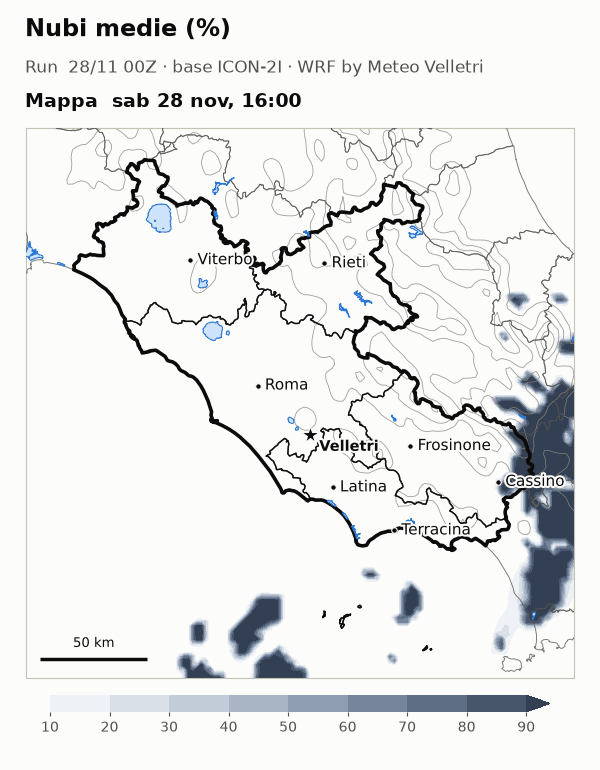 Nubi medie (%)
Run 28/11 00Z · base ICON-2I · WRF by Meteo Velletri
Mappa sab 28 nov, 16:00
Viterbo
Rieti
Roma
Velletri
Frosinone
Latina
Cassino
Terracina
50 km
10 20 30 40 50 60 70 80 90